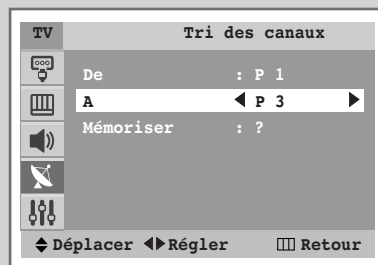 TV Tri des canaux
De : P 1
A ◀ P 3 ▶
Mémoriser : ?
Déplacer Régler Retour